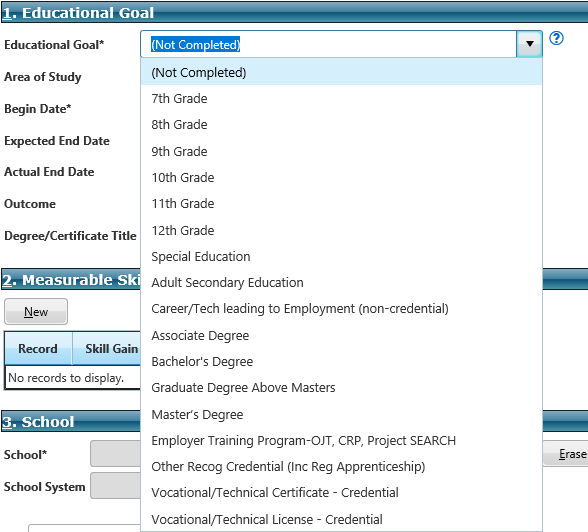 1. Educational Goal
Educational Goal*
(Not Completed)
Area of Study
(Not Completed)
7th Grade
Begin Date*
8th Grade
Expected End Date
9th Grade
Actual End Date
10th Grade
Outcome
11th Grade
Degree/Certificate Title
12th Grade
Special Education
2. Measurable Ski
Adult Secondary Education
New
Career/Tech leading to Employment (non-credential)
Associate Degree
Record
Skill Gain
Bachelor's Degree
No records to display.
Graduate Degree Above Masters
3. School
Master's Degree
Employer Training Program-OJT, CRP, Project SEARCH
School*
Erase
Other Recog Credential (Inc Reg Apprenticeship)
School System
Vocational/Technical Certificate - Credential
Vocational/Technical License - Credential